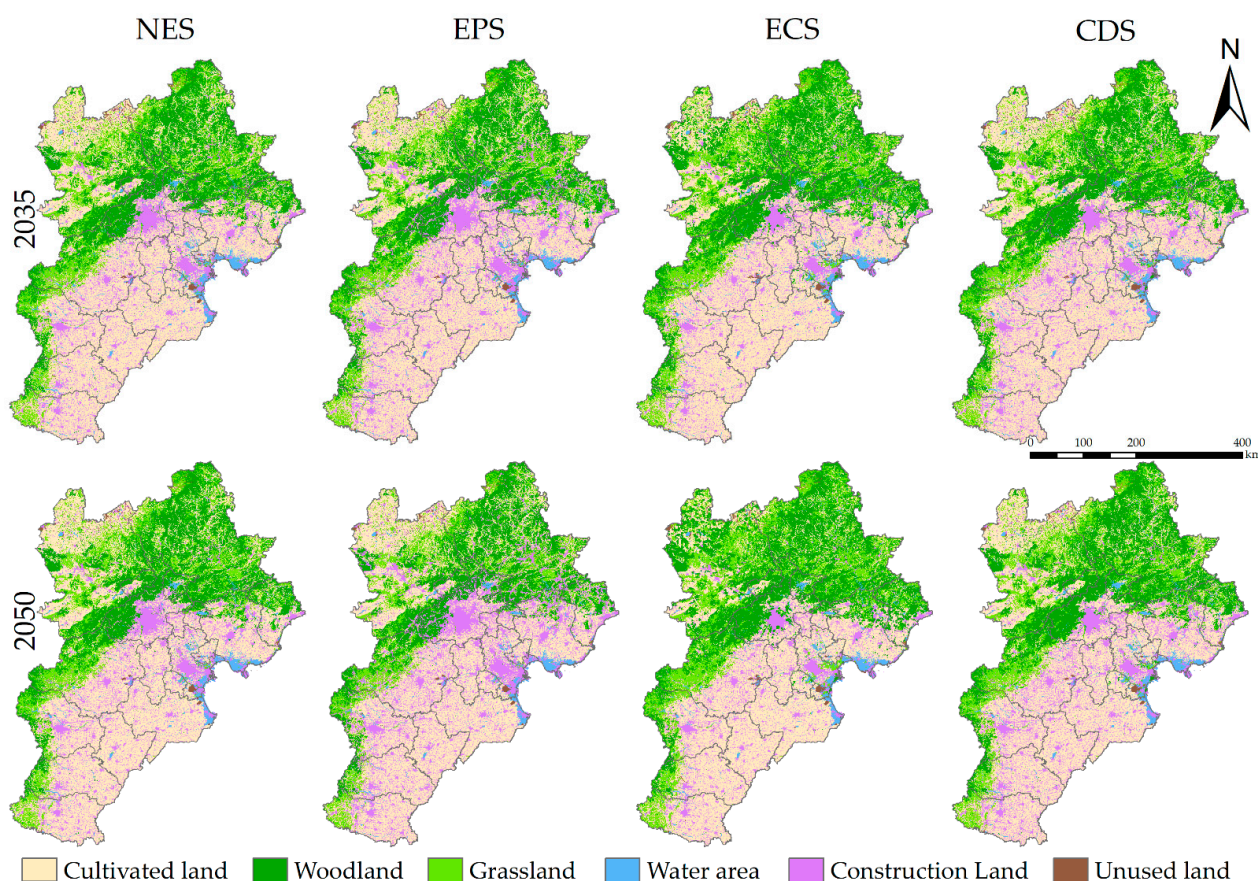 NES EPS ECS CDS
N
2035
0 100 200 400
km
2050
Cultivated land Woodland Grassland Water area Construction Land Unused land